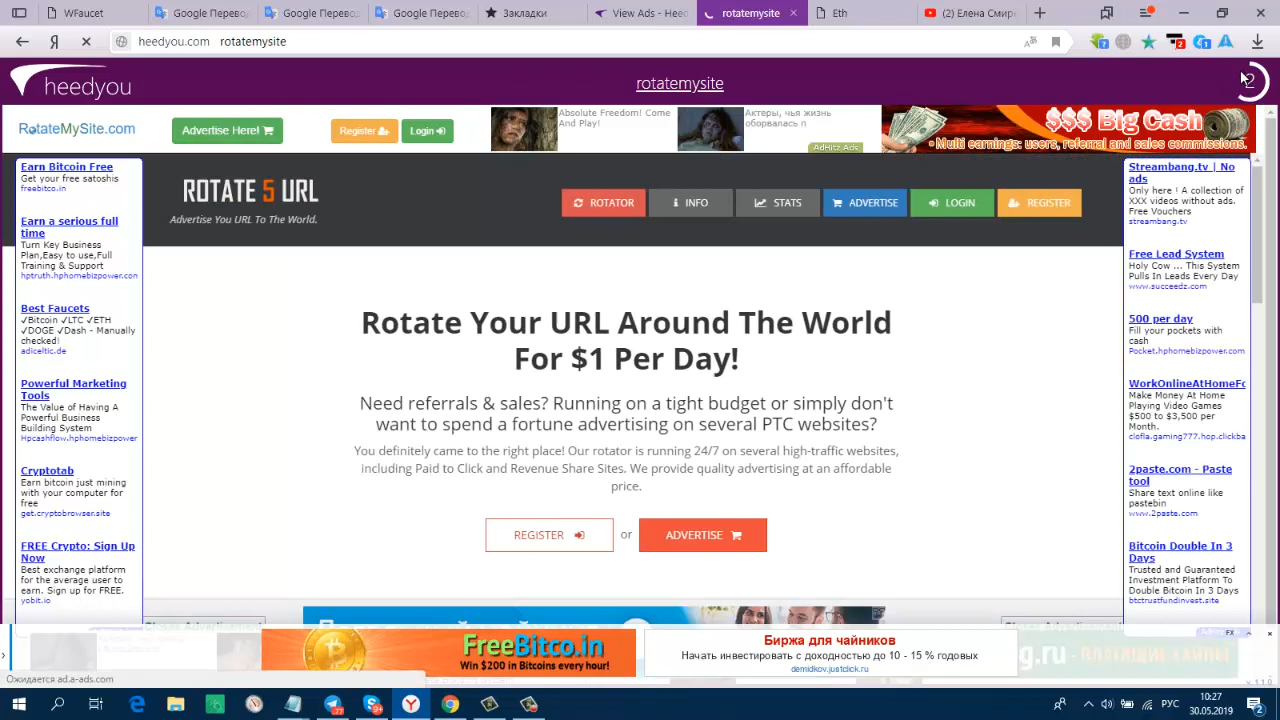 Google Пере
Google Пере
Google Пере
Закладки
rotatemysite
Eth
(2) Елена Смирн
heedyou.com rotatemysite
heedyou
rotatemysite
RotateMySite.com
Advertise Here!
Register
Login
Absolute Freedom! Come
And Play!
Актеры, чья жизнь
оборвалась п
AdHitz Ads
$$$ Big Cash
• Multi earnings: users, referral and sales commissions.
ROTATE 5 URL
Advertise You URL To The World.
ROTATOR
INFO
STATS
ADVERTISE
LOGIN
REGISTER
Earn Bitcoin Free
Get your free satoshis
freebitco.in
Earn a serious full
time
Turn Key Business
Plan,Easy to use,Full
Training & Support
hptruth.hphomebizpower.com
Best Faucets
✓Bitcoin ✓LTC ✓ETH
✓DOGE ✓Dash - Manually
checked!
adiceltic.de
Powerful Marketing
Tools
The Value of Having A
Powerful Business
Building System
Hpcashflow.hphomebizpower
Cryptotab
Earn bitcoin just mining
with your computer for
free
get.cryptobrowser.site
FREE Crypto: Sign Up
Now
Best exchange platform
for the average user to
earn. Sign up for FREE.
yobit.io
Rotate Your URL Around The World
For $1 Per Day!
Need referrals & sales? Running on a tight budget or simply don't
want to spend a fortune advertising on several PTC websites?
You definitely came to the right place! Our rotator is running 24/7 on several high-traffic websites,
including Paid to Click and Revenue Share Sites. We provide quality advertising at an affordable
price.
REGISTER
or
ADVERTISE
Streambang.tv | No
ads
Only here ! A collection of
XXX videos without ads.
Free Vouchers
streambang.tv
Free Lead System
Holy Cow ... This System
Pulls In Leads Every Day
www.succeedz.com
500 per day
Fill your pockets with
cash
Pocket.hphomebizpower.com
WorkOnlineAtHomeFo
Make Money At Home
Playing Video Games
$500 to $3,500 per
Month.
clofla.gaming777.hop.clickba
2paste.com - Paste
tool
Share text online like
pastebin
www.2paste.com
Bitcoin Double In 3
Days
Trusted and Guaranteed
Investment Platform To
Double Bitcoin In 3 Days
btctrustfundinvest.site
FreeBitco.in
Win $200 in Bitcoins every hour!
Биржа для чайников
Начать инвестировать с доходностью до 10 - 15 % годовых
demidkov.justclick.ru
Ожидается ad.a-ads.com
v. 1.1.0
РУС
10:27
30.05.2019